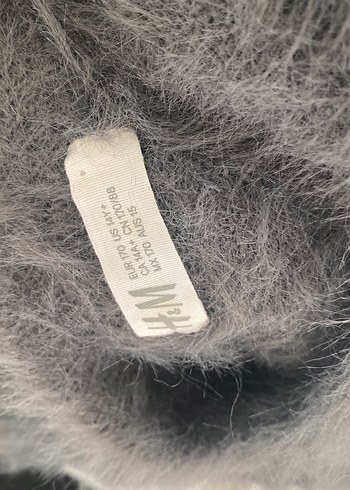 EUR 170 US 14Y+
CA 14A+ CN 170/88
MX 170 AUS 15
H&M